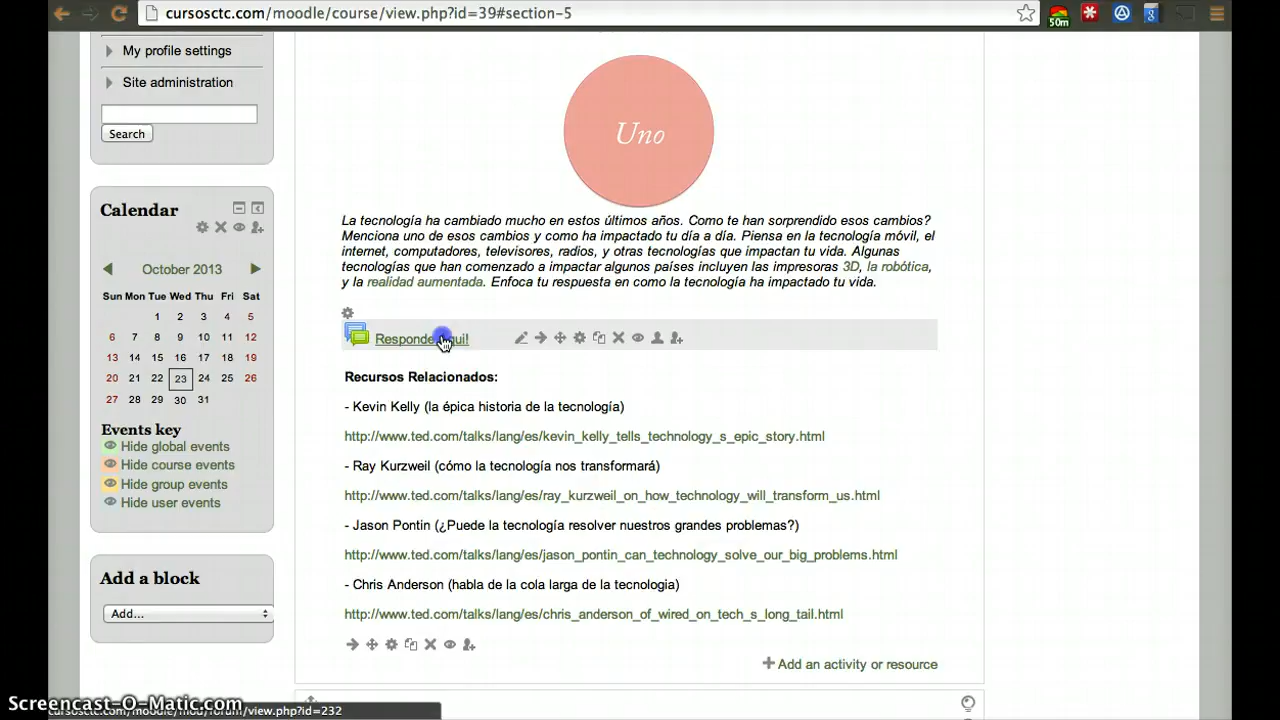 cursosctc.com/moodle/course/view.php?id=39#section-5
50m
My profile settings
Site administration
Search
Calendar
October 2013
Sun Mon Tue Wed Thu Fri Sat
1 2 3 4 5
6 7 8 9 10 11 12
13 14 15 16 17 18 19
20 21 22 23 24 25 26
27 28 29 30 31
Events key
Hide global events
Hide course events
Hide group events
Hide user events
Add a block
Add...
Uno
La tecnología ha cambiado mucho en estos últimos años. Como te han sorprendido esos cambios?
Menciona uno de esos cambios y como ha impactado tu día a día. Piensa en la tecnología móvil, el
internet, computadores, televisores, radios, y otras tecnologías que impactan tu vida. Algunas
tecnologías que han comenzado a impactar algunos países incluyen las impresoras 3D, la robótica,
y la realidad aumentada. Enfoca tu respuesta en como la tecnología ha impactado tu vida.
Responde
Recursos Relacionados:
- Kevin Kelly (la épica historia de la tecnología)
http://www.ted.com/talks/lang/es/kevin_kelly_tells_technology_s_epic_story.html
- Ray Kurzweil (cómo la tecnología nos transformará)
http://www.ted.com/talks/lang/es/ray_kurzweil_on_how_technology_will_transform_us.html
- Jason Pontin (¿Puede la tecnología resolver nuestros grandes problemas?)
http://www.ted.com/talks/lang/es/jason_pontin_can_technology_solve_our_big_problems.html
- Chris Anderson (habla de la cola larga de la tecnologia)
http://www.ted.com/talks/lang/es/chris_anderson_of_wired_on_tech_s_long_tail.html
Add an activity or resource
Screencast-O-Matic.com
cursosctc.com/moodle/mod/forum/view.php?id=232